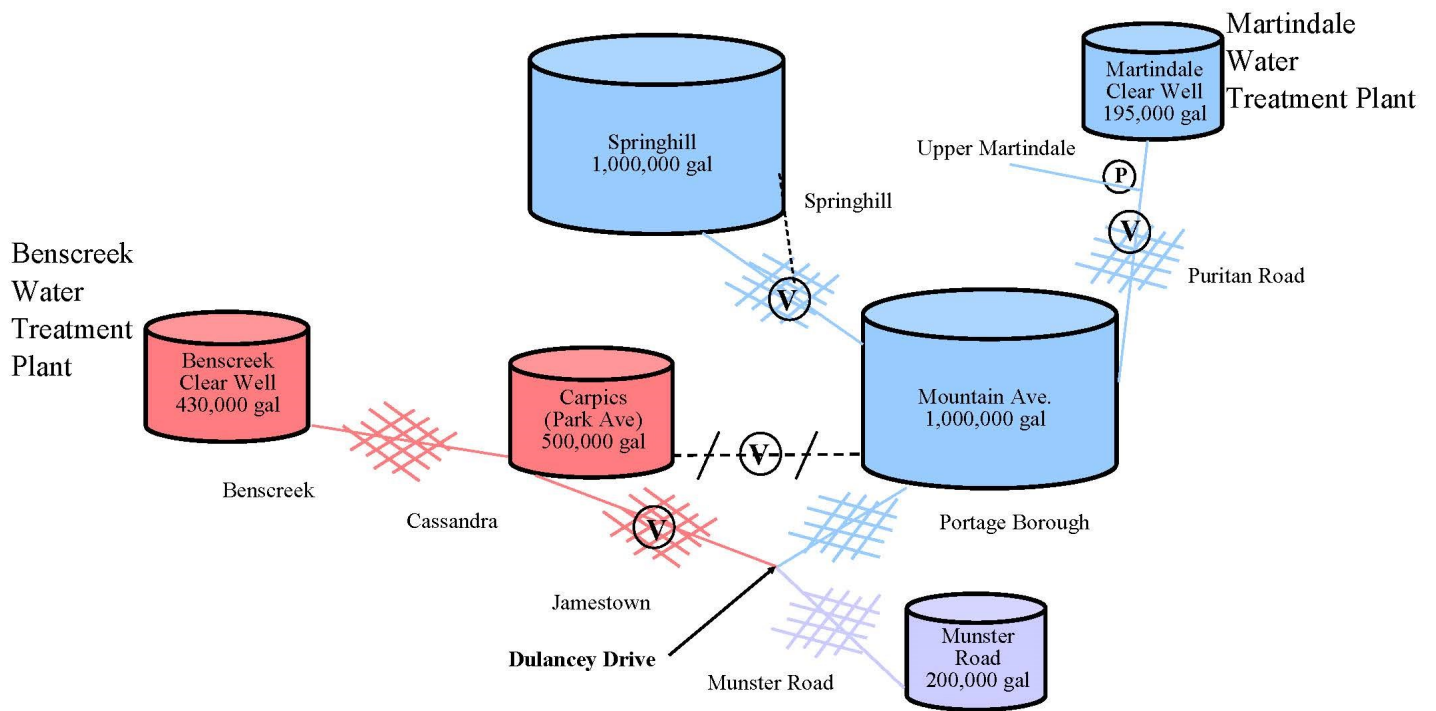 Martindale
Water
Treatment Plant
Martindale
Clear Well
195,000 gal
Springhill
1,000,000 gal
Upper Martindale
P
Springhill
V
Puritan Road
Benscreek
Water
Treatment
Plant
V
Benscreek
Clear Well
430,000 gal
Carpics
(Park Ave)
500,000 gal
Mountain Ave.
1,000,000 gal
V
Benscreek
Cassandra
V
Portage Borough
Jamestown
Dulancey Drive
Munster Road
Munster
Road
200,000 gal